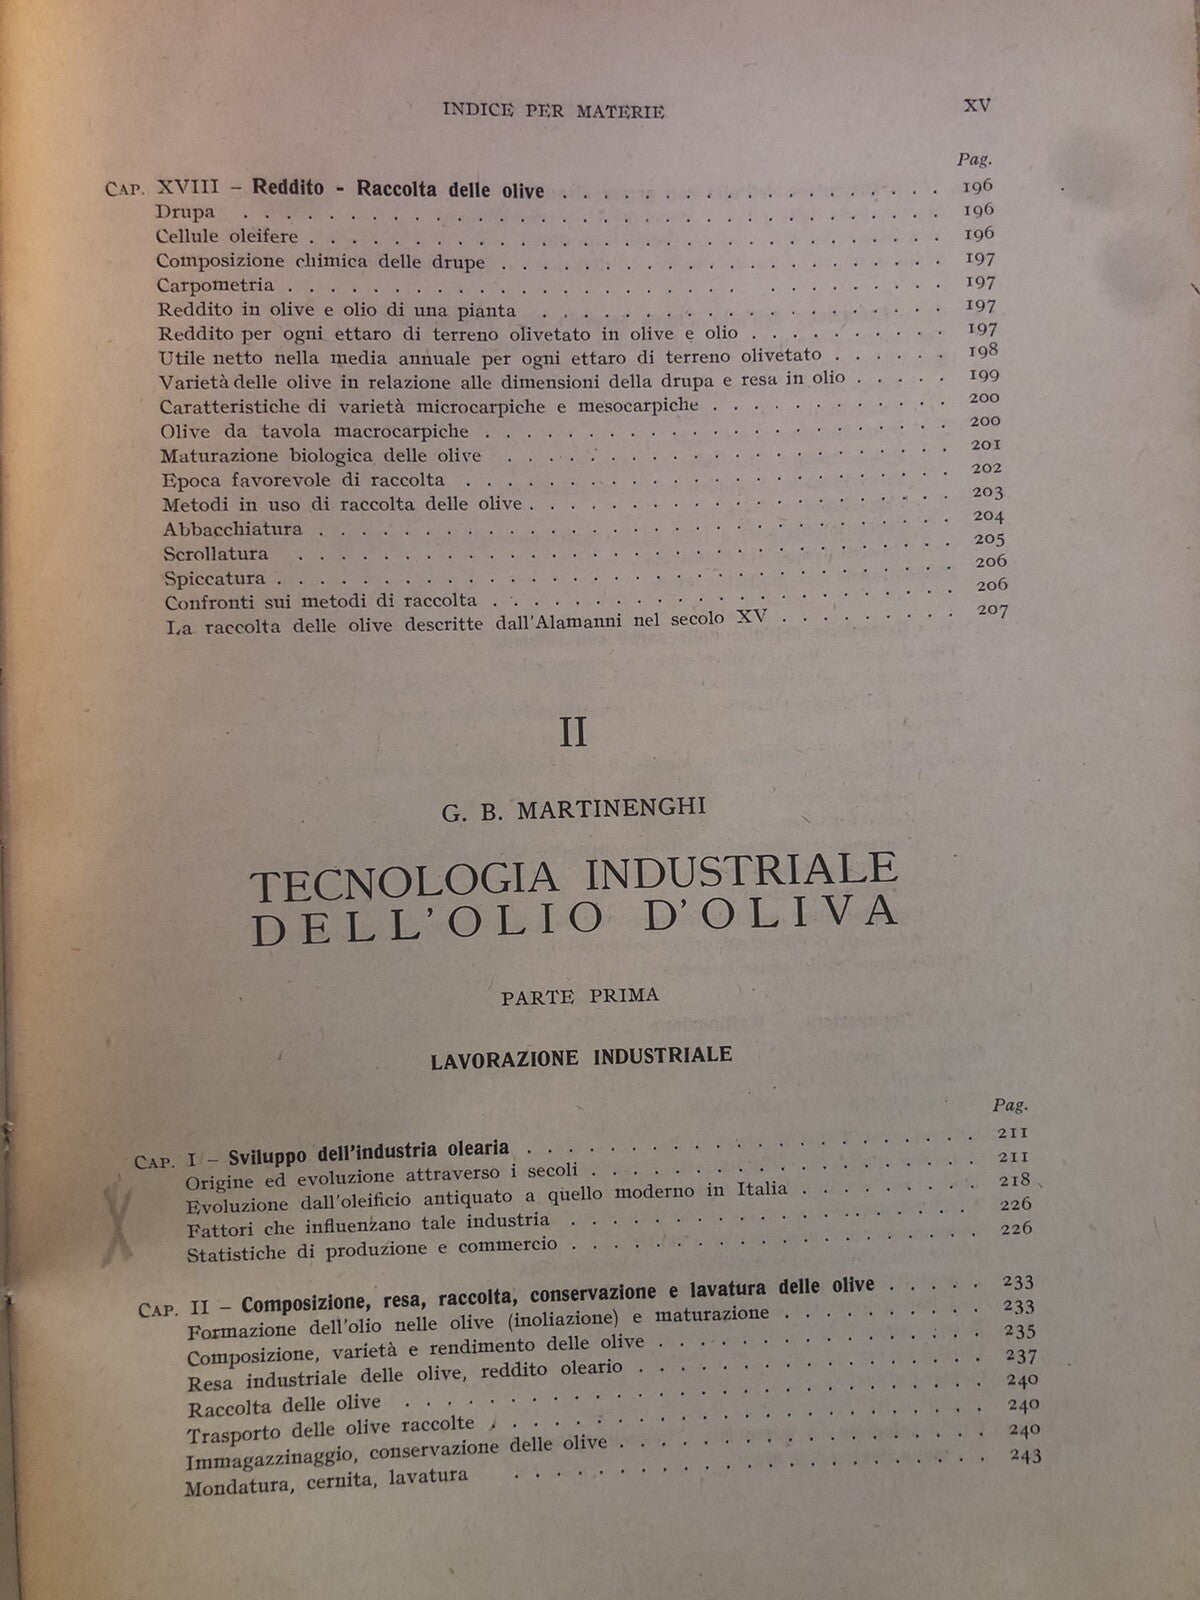 INDICE PER MATERIE XV
Pag.
CAP. XVIII – Reddito - Raccolta delle olive . . . . . . . . . . . . . . . . 196
Drupa . . . . . . . . . . . . . . . . . . . . . . . . . . 196
Cellule oleifere . . . . . . . . . . . . . . . . . . . . . . . . 196
Composizione chimica delle drupe . . . . . . . . . . . . . . . . . 197
Carpometria . . . . . . . . . . . . . . . . . . . . . . . . . 197
Reddito in olive e olio di una pianta . . . . . . . . . . . . . . . . 197
Reddito per ogni ettaro di terreno olivetato in olive e olio . . . . . . . . 197
Utile netto nella media annuale per ogni ettaro di terreno olivetato . . . . . . 198
Varietà delle olive in relazione alle dimensioni della drupa e resa in olio . . . . . 199
Caratteristiche di varietà microcarpiche e mesocarpiche . . . . . . . . . . 200
Olive da tavola macrocarpiche . . . . . . . . . . . . . . . . . . 200
Maturazione biologica delle olive . . . . . . . . . . . . . . . . . 201
Epoca favorevole di raccolta . . . . . . . . . . . . . . . . . . . 202
Metodi in uso di raccolta delle olive . . . . . . . . . . . . . . . . 203
Abbacchiatura . . . . . . . . . . . . . . . . . . . . . . . . 204
Scrollatura . . . . . . . . . . . . . . . . . . . . . . . . . 205
Spiccatura . . . . . . . . . . . . . . . . . . . . . . . . . 206
Confronti sui metodi di raccolta . . . . . . . . . . . . . . . . . . 206
La raccolta delle olive descritte dall'Alamanni nel secolo XV . . . . . . . . . 207
II
G. B. MARTINENGHI
TECNOLOGIA INDUSTRIALE
DELL'OLIO D'OLIVA
PARTE PRIMA
LAVORAZIONE INDUSTRIALE
Pag.
CAP. I – Sviluppo dell'industria olearia . . . . . . . . . . . . . . . . . 211
Origine ed evoluzione attraverso i secoli . . . . . . . . . . . . . . . 211
Evoluzione dall'oleificio antiquato a quello moderno in Italia . . . . . . . . . 218
Fattori che influenzano tale industria . . . . . . . . . . . . . . . . 226
Statistiche di produzione e commercio . . . . . . . . . . . . . . . . 226
CAP. II – Composizione, resa, raccolta, conservazione e lavatura delle olive . . . . . 233
Formazione dell'olio nelle olive (inoliazione) e maturazione . . . . . . . . . 233
Composizione, varietà e rendimento delle olive . . . . . . . . . . . . . 235
Resa industriale delle olive, reddito oleario . . . . . . . . . . . . . . 237
Raccolta delle olive . . . . . . . . . . . . . . . . . . . . . . 240
Trasporto delle olive raccolte . . . . . . . . . . . . . . . . . . . 240
Immagazzinaggio, conservazione delle olive . . . . . . . . . . . . . . 240
Mondatura, cernita, lavatura . . . . . . . . . . . . . . . . . . . 243